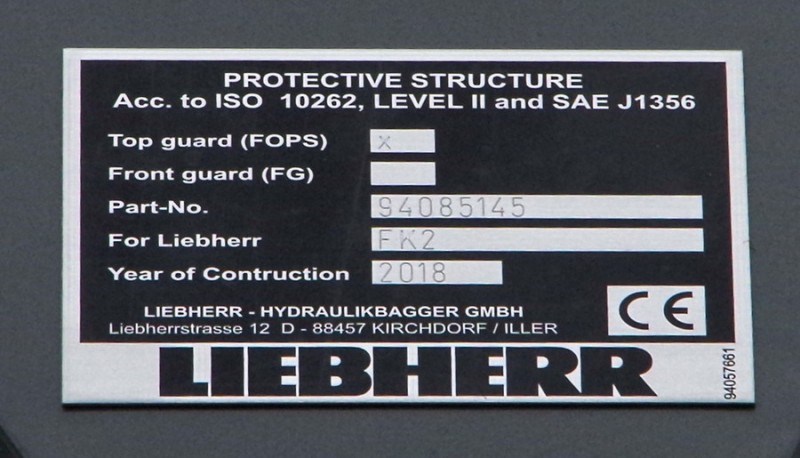 PROTECTIVE STRUCTURE
Acc. to ISO 10262, LEVEL II and SAE J1356
Top guard (FOPS) x
Front guard (FG)
Part-No. 94085145
For Liebherr FK2
Year of Contruction 2018
LIEBHERR - HYDRAULIKBAGGER GMBH
Liebherrstrasse 12 D - 88457 KIRCHDORF / ILLER
CE
LIEBHERR
94057661